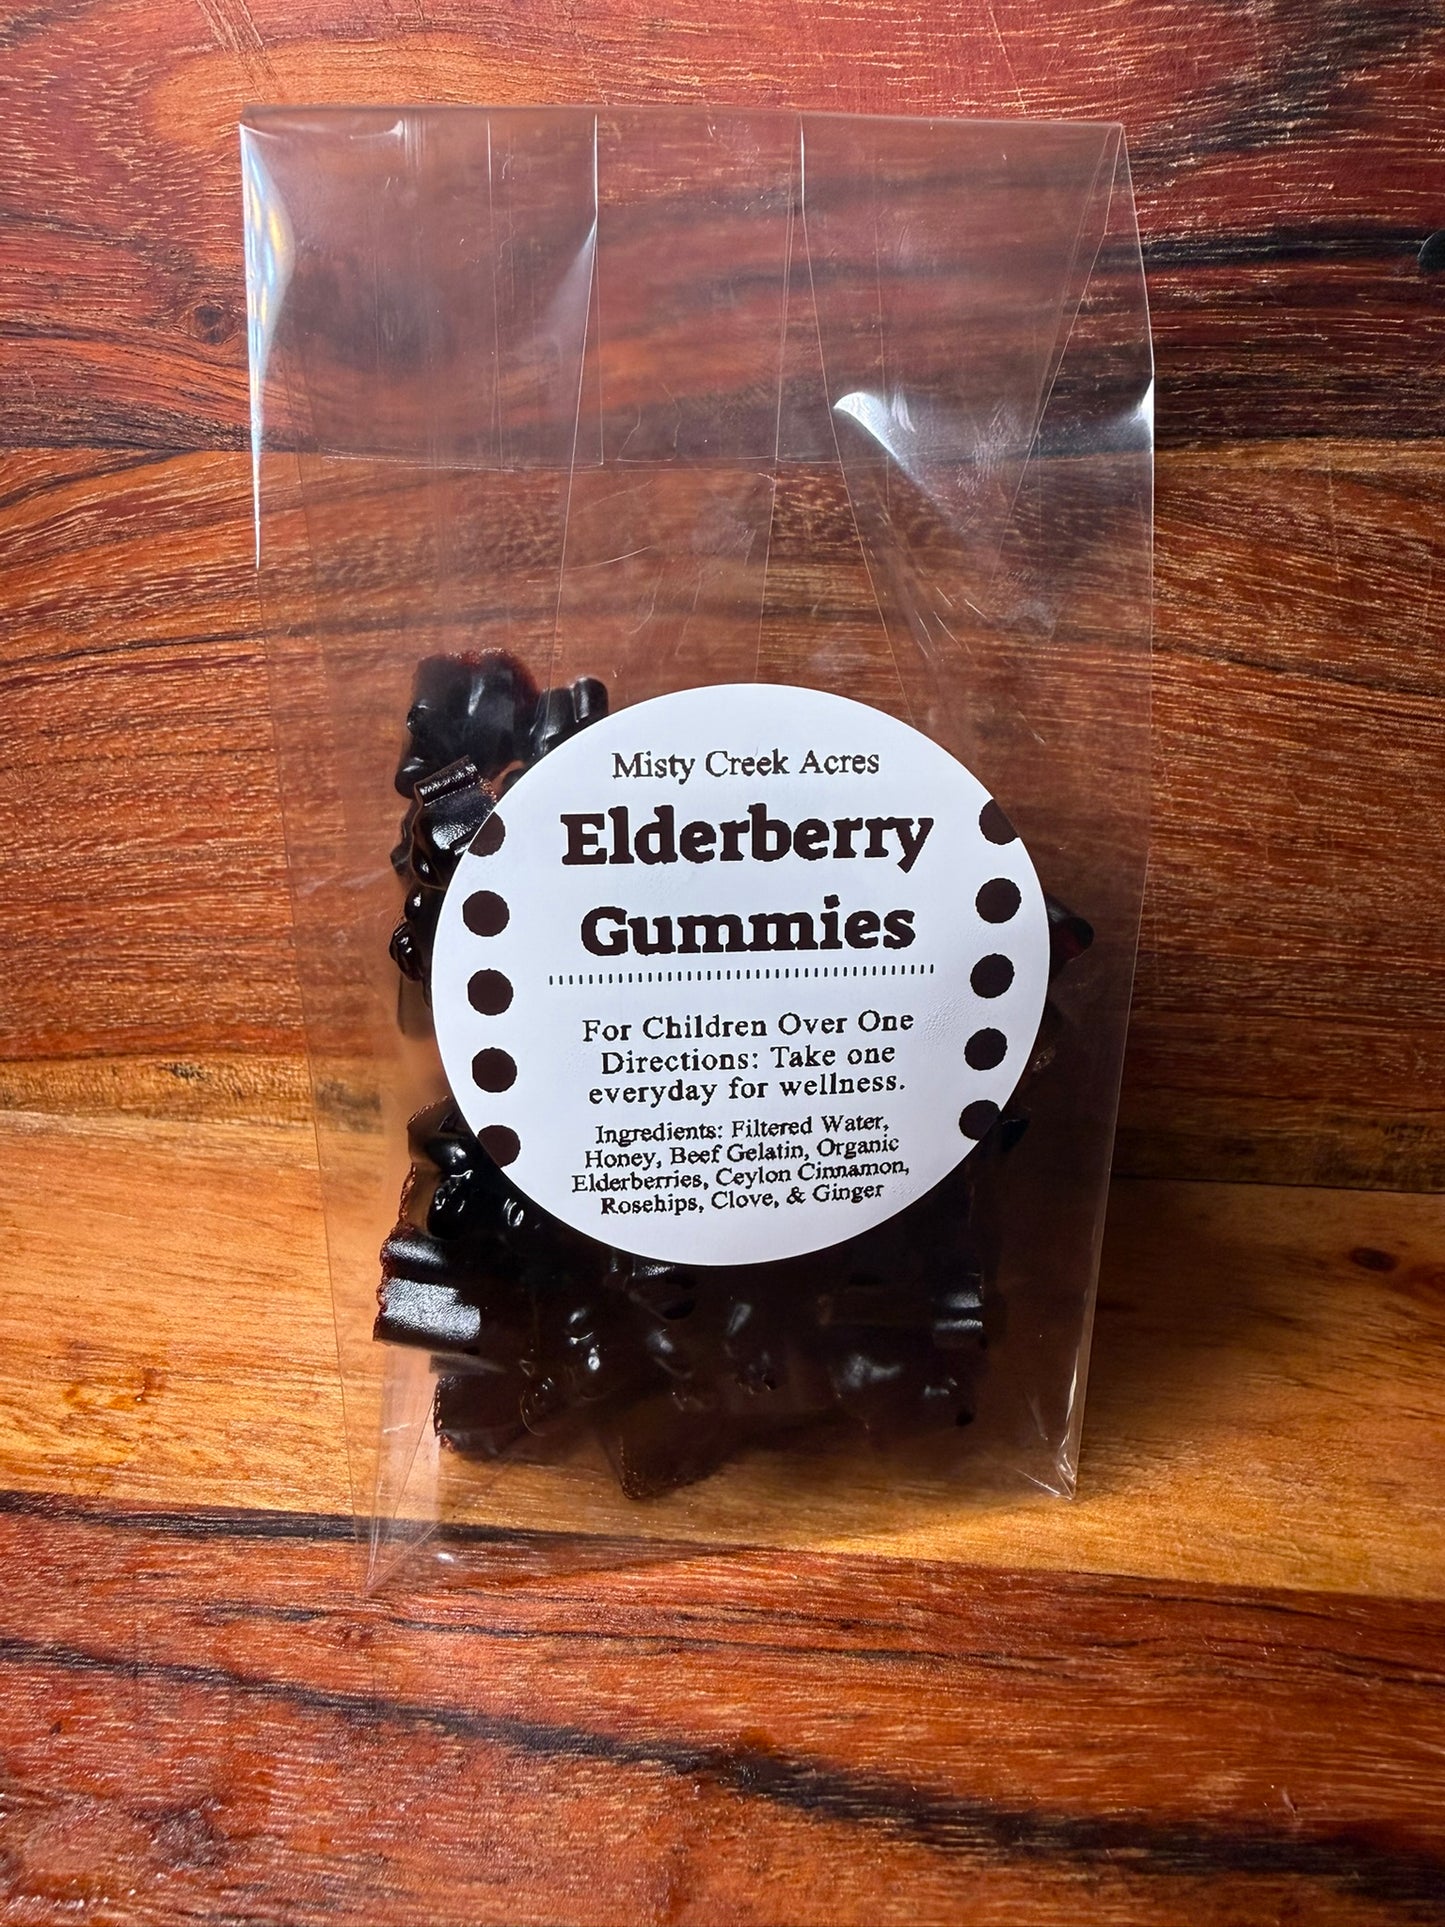 Misty Creek Acres
Elderberry
Gummies
For Children Over One
Directions: Take one
everyday for wellness.
Ingredients: Filtered Water,
Honey, Beef Gelatin, Organic
Elderberries, Ceylon Cinnamon,
Rosehips, Clove, & Ginger